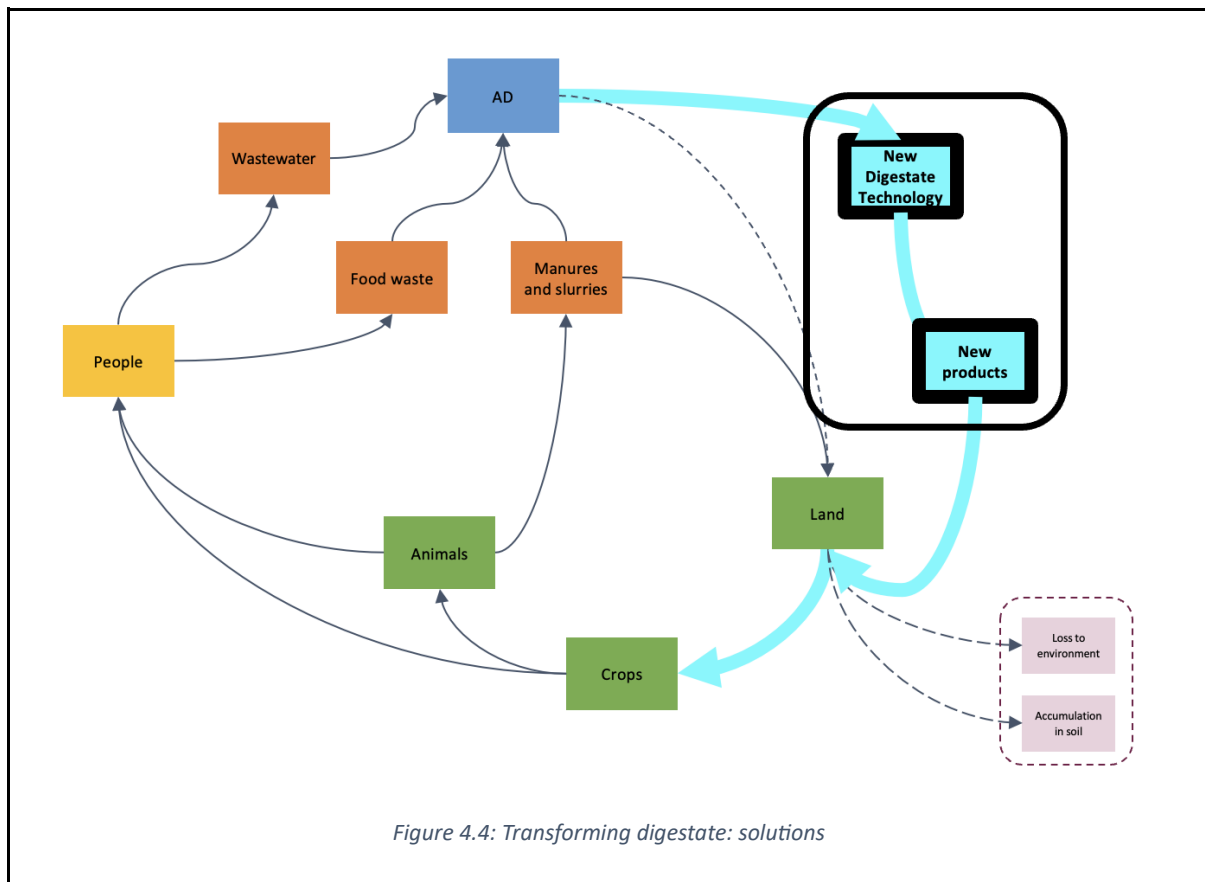 AD
Wastewater
New
Digestate
Technology
Food waste
Manures
and slurries
People
New
products
Land
Animals
Loss to
environment
Crops
Accumulation
in soil
Figure 4.4: Transforming digestate: solutions